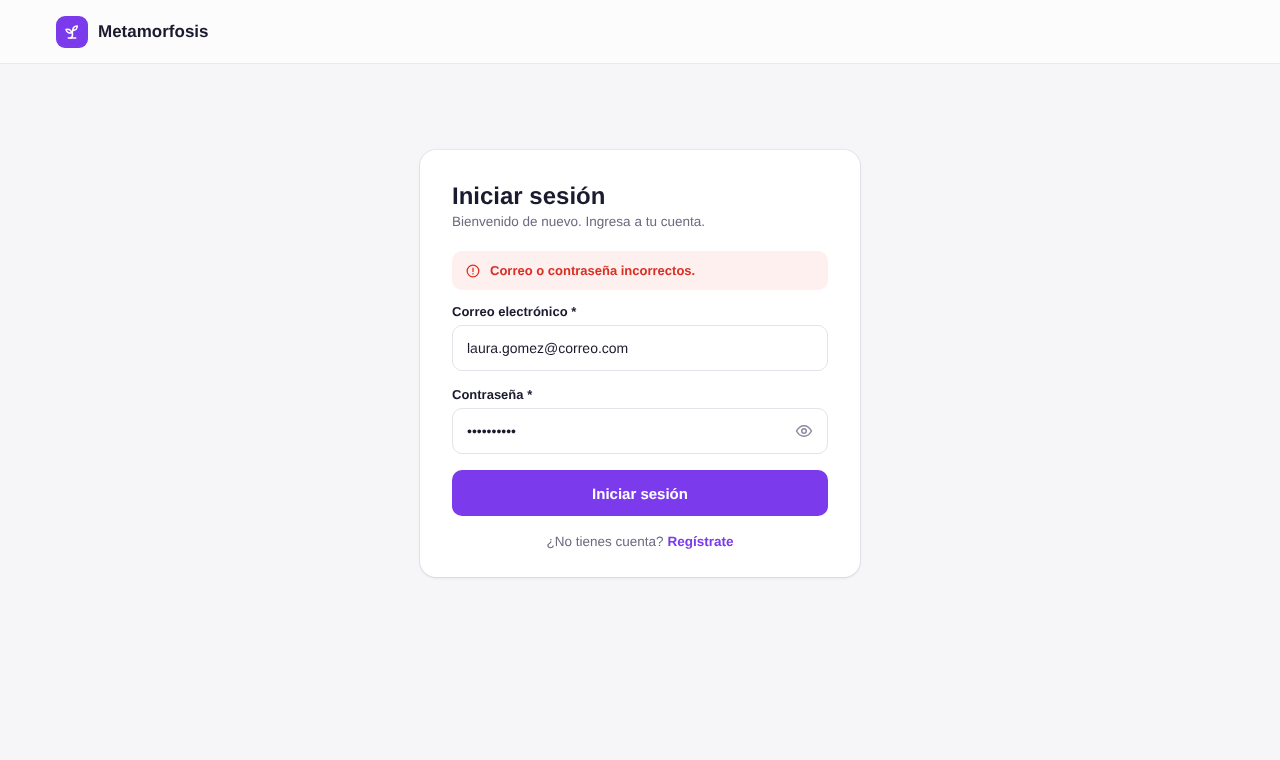 Metamorfosis
Iniciar sesión
Bienvenido de nuevo. Ingresa a tu cuenta.
Correo o contraseña incorrectos.
Correo electrónico *
laura.gomez@correo.com
Contraseña *
••••••••••
Iniciar sesión
¿No tienes cuenta? Regístrate